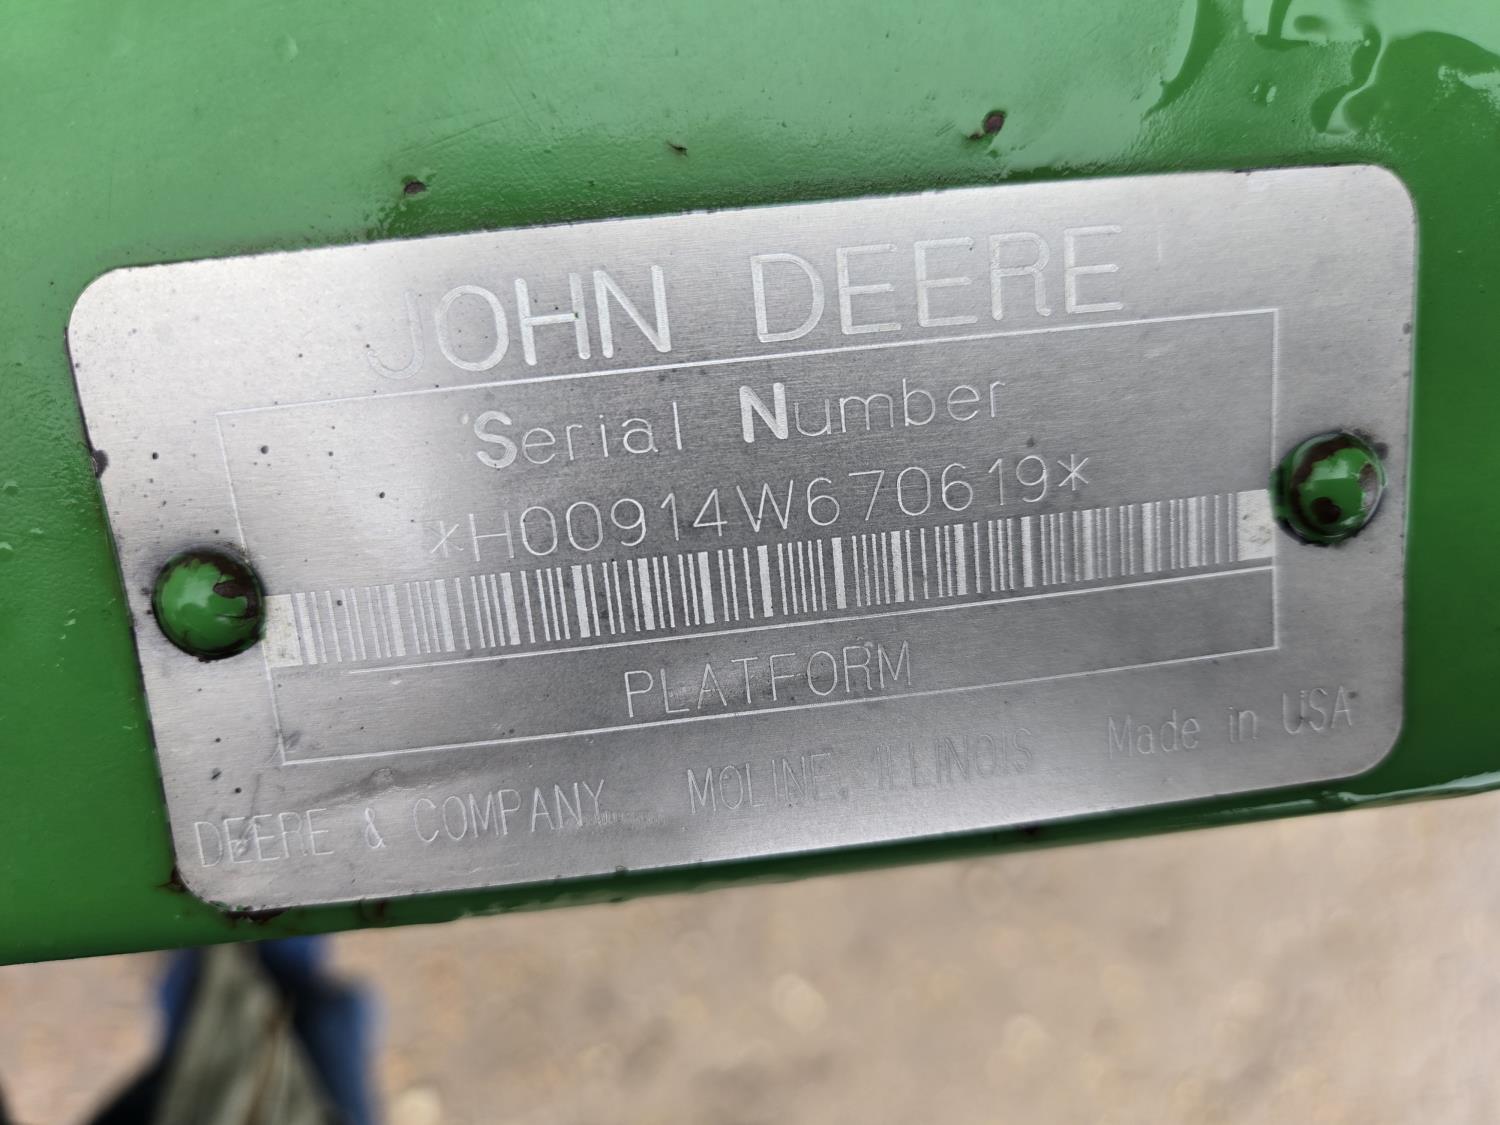 JOHN DEERE
Serial Number
*H00914W670619*
PLATFORM
DEERE & COMPANY MOLINE, ILLINOIS Made in USA